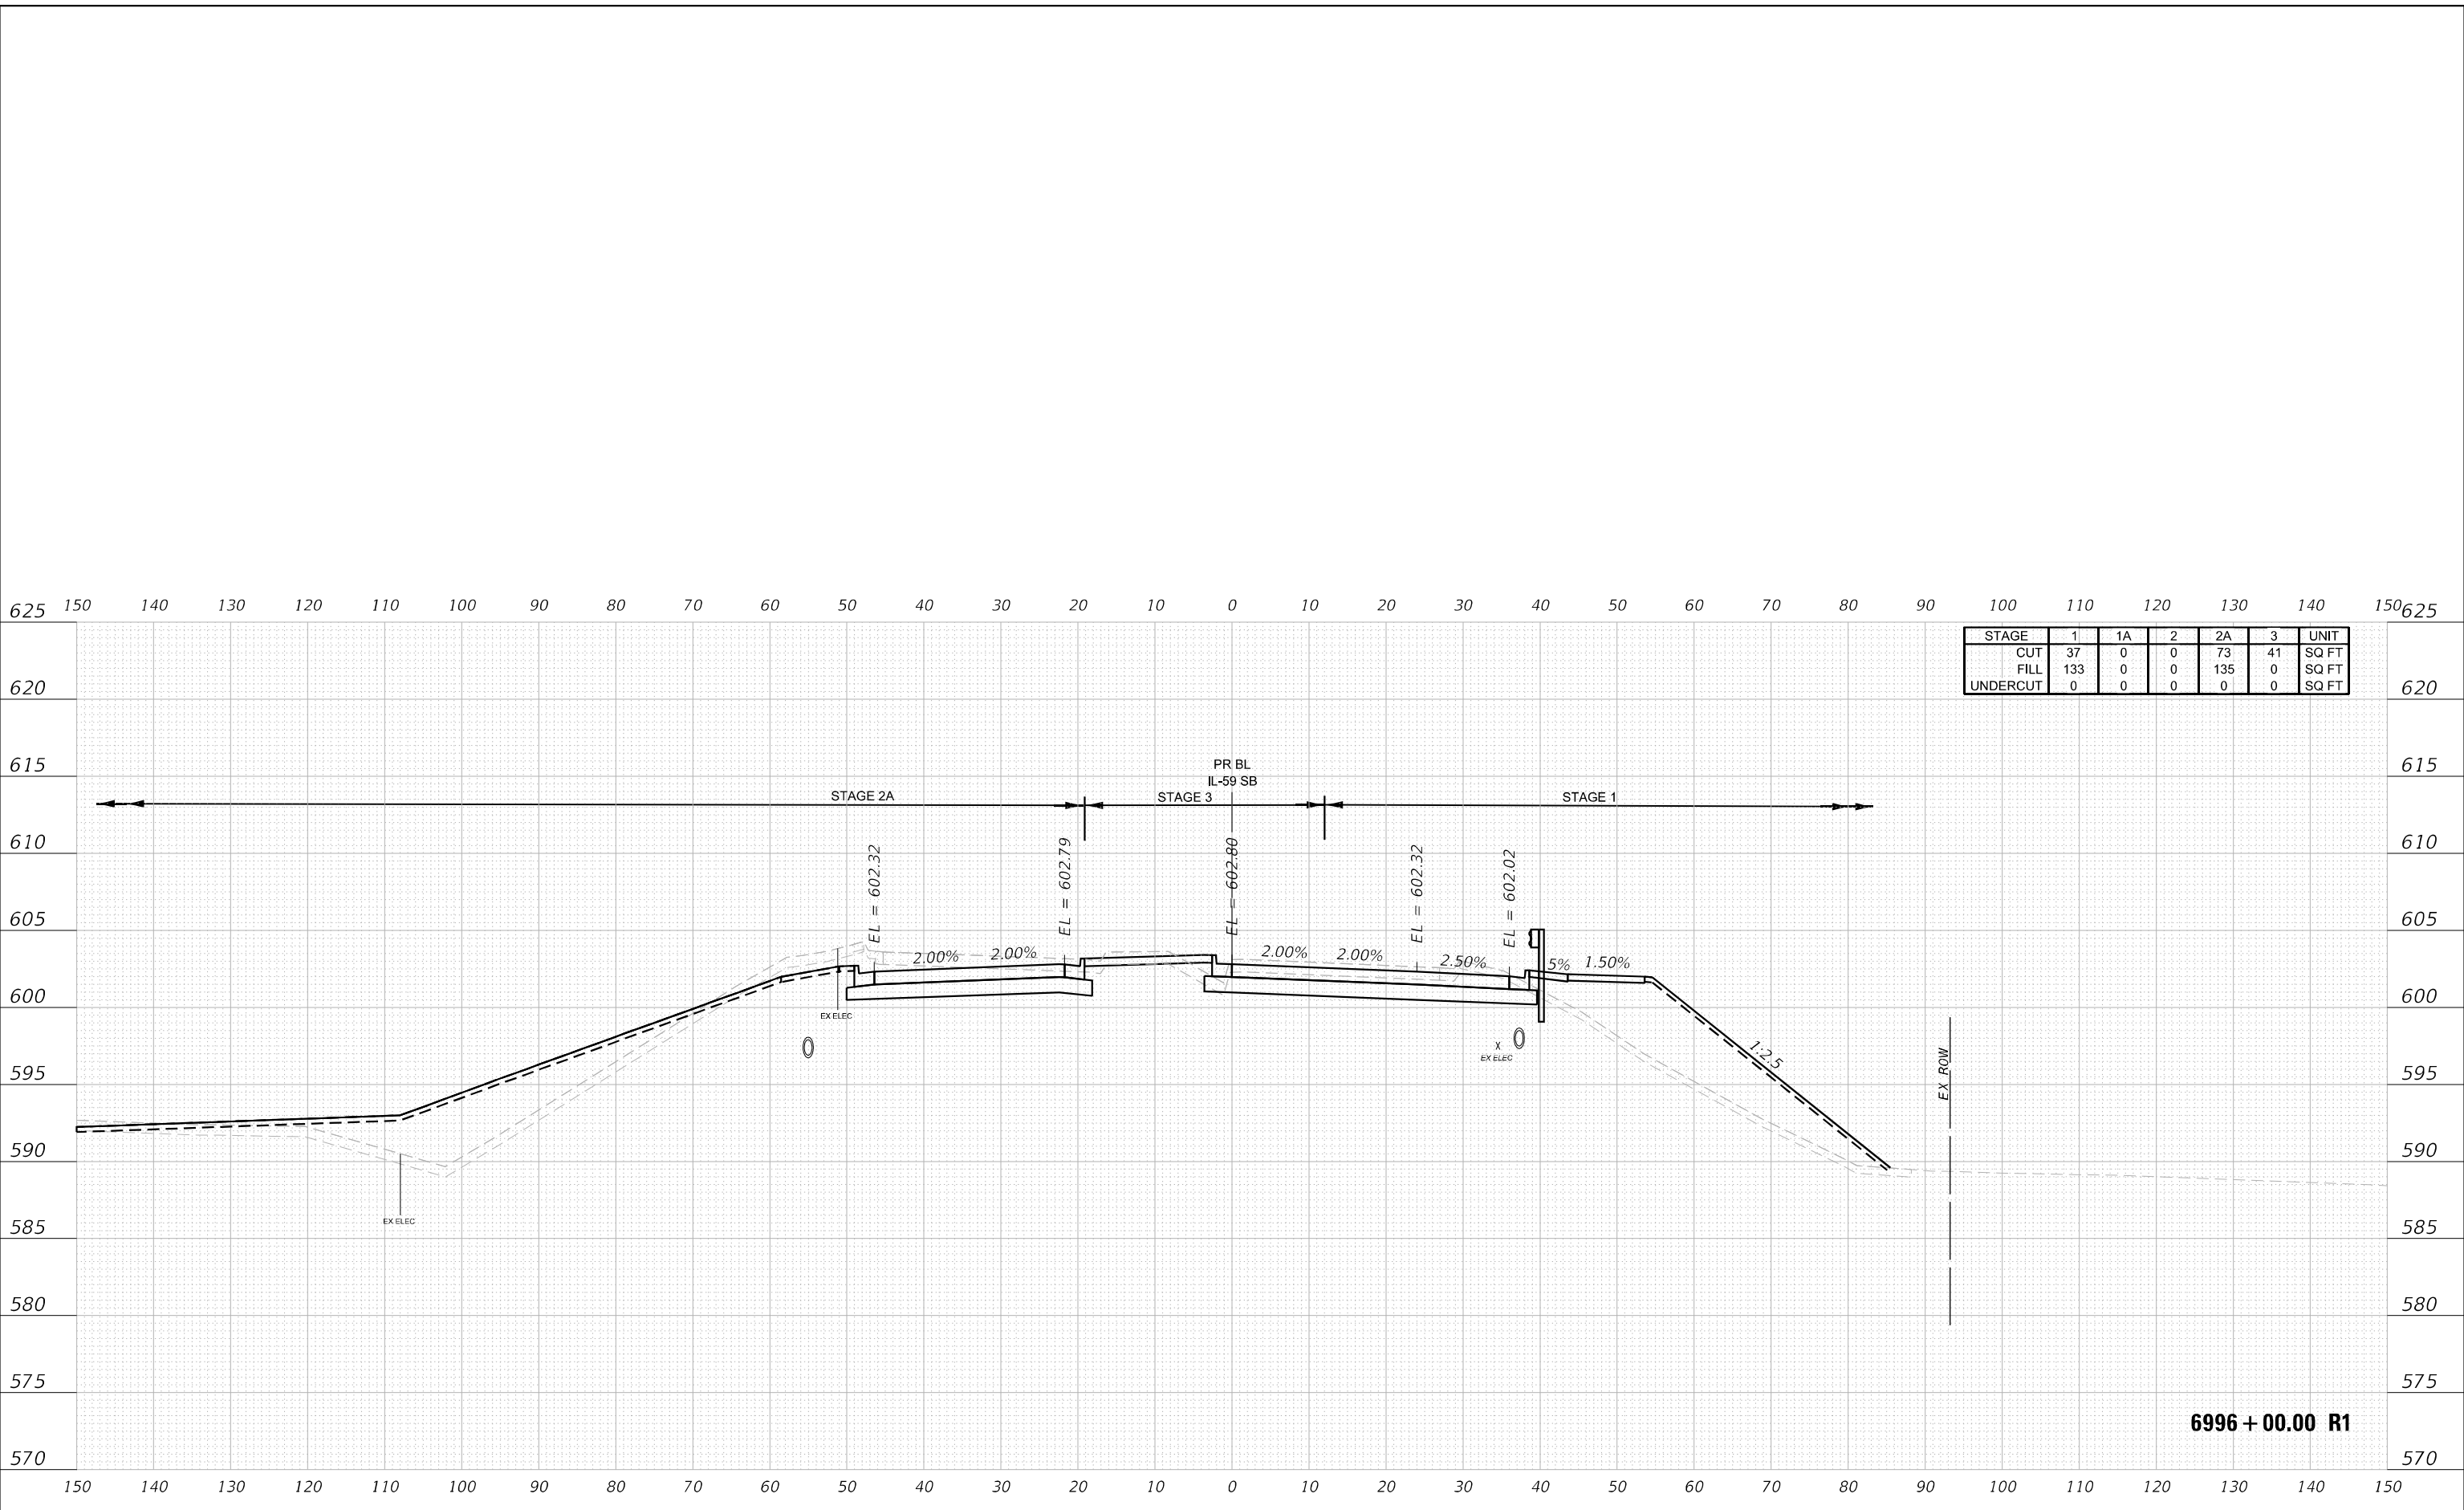 150 140 130 120 110 100 90 80 70 60 50 40 30 20 10 0 10 20 30 40 50 60 70 80 90 100 110 120 130 140 150
625 625
STAGE 1 1A 2 2A 3 UNIT
CUT 37 0 0 73 41 SQ FT
FILL 133 0 0 135 0 SQ FT
UNDERCUT 0 0 0 0 0 SQ FT
620 620
615 615
PR BL
IL-59 SB
STAGE 2A STAGE 3 STAGE 1
610 610
EL = 602.32
EL = 602.79
EL = 602.80
EL = 602.32
EL = 602.02
605 605
2.00% 2.00% 2.00% 2.00% 2.50% 5% 1.50%
600 600
EX ELEC
X
EX ELEC
1:2.5
EX ROW
595 595
590 590
EX ELEC
585 585
580 580
575 575
6996+00.00 R1
570 570
150 140 130 120 110 100 90 80 70 60 50 40 30 20 10 0 10 20 30 40 50 60 70 80 90 100 110 120 130 140 150